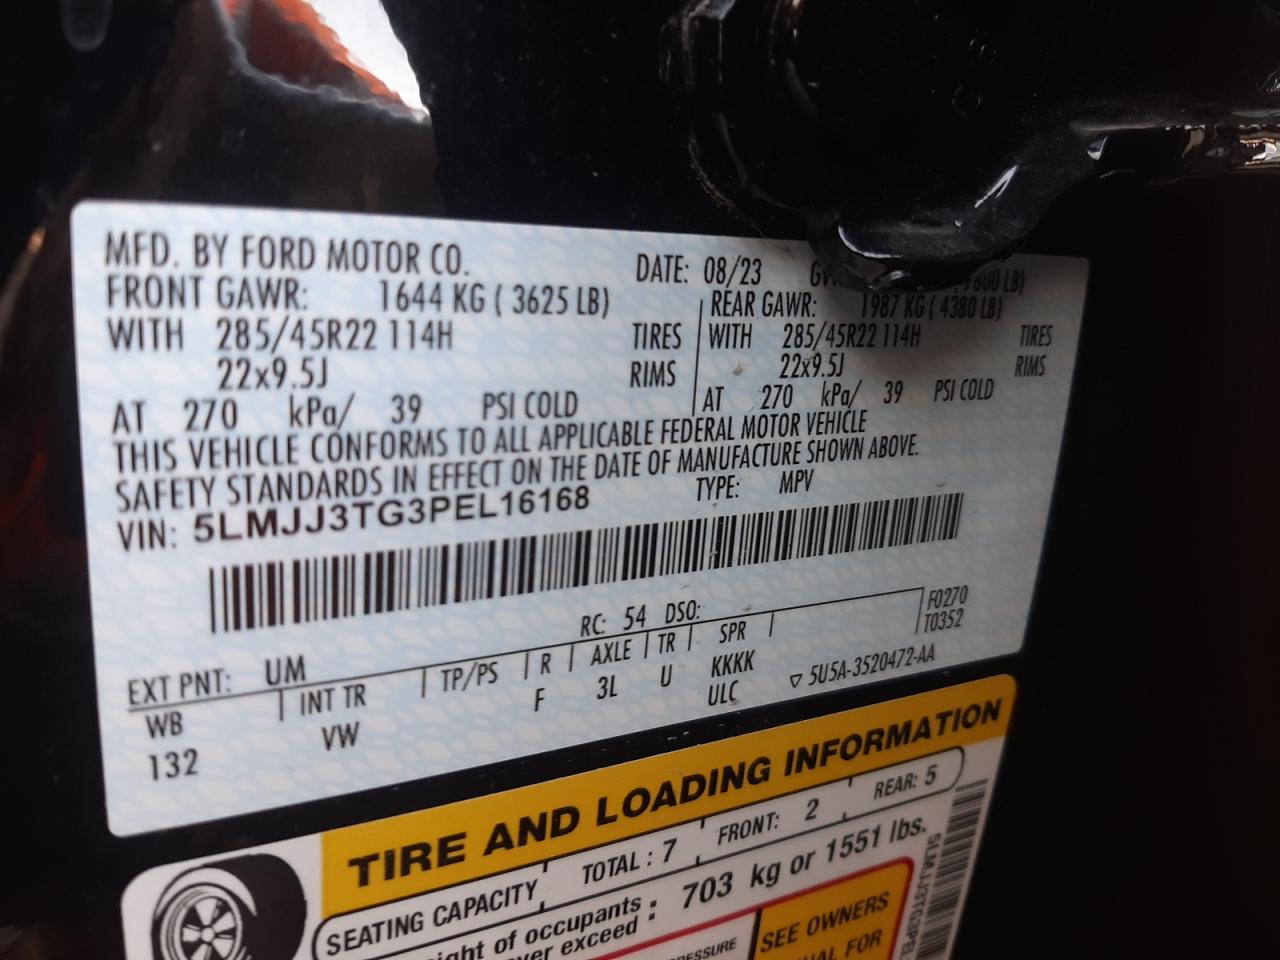 MFD. BY FORD MOTOR CO.
DATE: 08/23
FRONT GAWR: 1644 KG ( 3625 LB)
REAR GAWR: 1987 KG ( 4380 LB)
WITH 285/45R22 114H TIRES
WITH 285/45R22 114H TIRES
22x9.5J RIMS
22x9.5J RIMS
AT 270 kPa/ 39 PSI COLD
AT 270 kPa/ 39 PSI COLD
THIS VEHICLE CONFORMS TO ALL APPLICABLE FEDERAL MOTOR VEHICLE
SAFETY STANDARDS IN EFFECT ON THE DATE OF MANUFACTURE SHOWN ABOVE.
VIN: 5LMJJ3TG3PEL16168
TYPE: MPV
RC: 54 DSO:
F0270
T0352
EXT PNT: UM
WB INT TR TP/PS R AXLE TR SPR
132 VW F 3L U KKKK
ULC
5U5A-3520472-AA
TIRE AND LOADING INFORMATION
SEATING CAPACITY TOTAL : 7 FRONT: 2 REAR: 5
of occupants : 703 kg or 1551 lbs.
exceed
SEE OWNERS
FOR